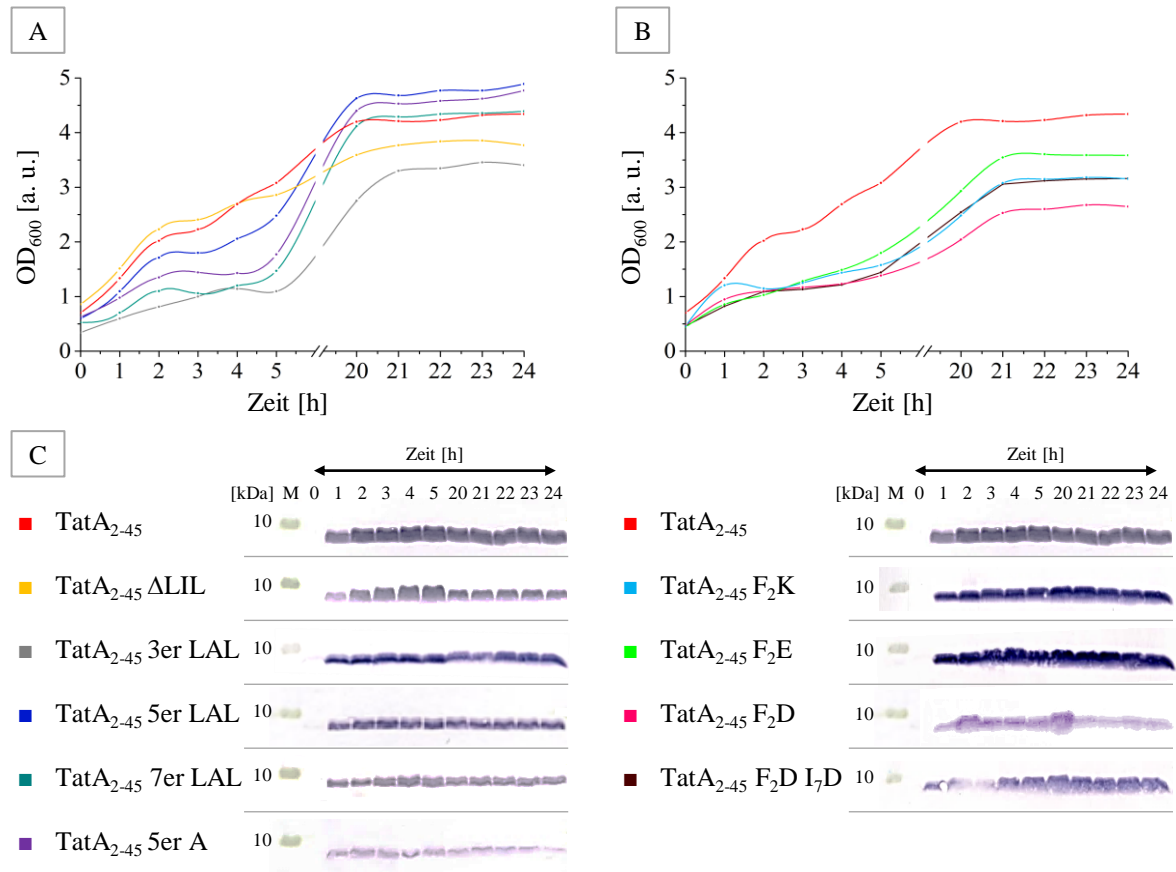 A
B
5
4
3
2
1
0
OD600 [a. u.]
0 1 2 3 4 5 20 21 22 23 24
Zeit [h]
5
4
3
2
1
0
OD600 [a. u.]
0 1 2 3 4 5 20 21 22 23 24
Zeit [h]
C
Zeit [h]
[kDa] M 0 1 2 3 4 5 20 21 22 23 24
TatA2-45 10
TatA2-45 ΔLIL 10
TatA2-45 3er LAL 10
TatA2-45 5er LAL 10
TatA2-45 7er LAL 10
TatA2-45 5er A 10
Zeit [h]
[kDa] M 0 1 2 3 4 5 20 21 22 23 24
TatA2-45 10
TatA2-45 F2K 10
TatA2-45 F2E 10
TatA2-45 F2D 10
TatA2-45 F2D I7D 10